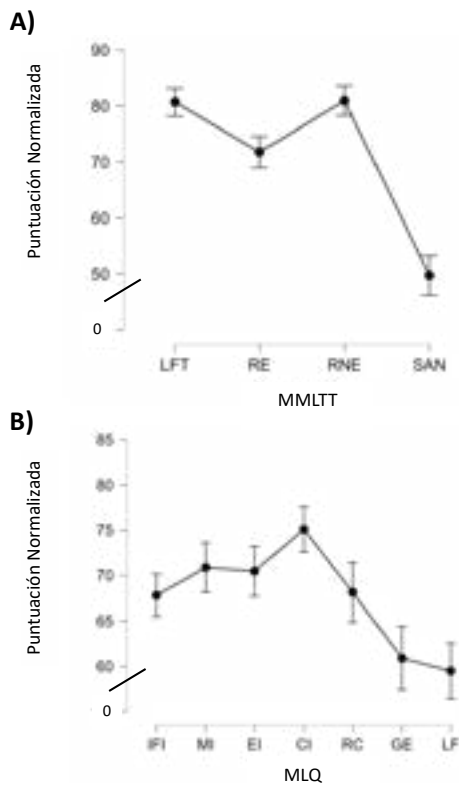 A)
Puntuación Normalizada
90
80
70
60
50
0
LFT RE RNE SAN
MMLTT
B)
Puntuación Normalizada
85
80
75
70
65
60
0
IFI MI EI CI RC GE LF
MLQ